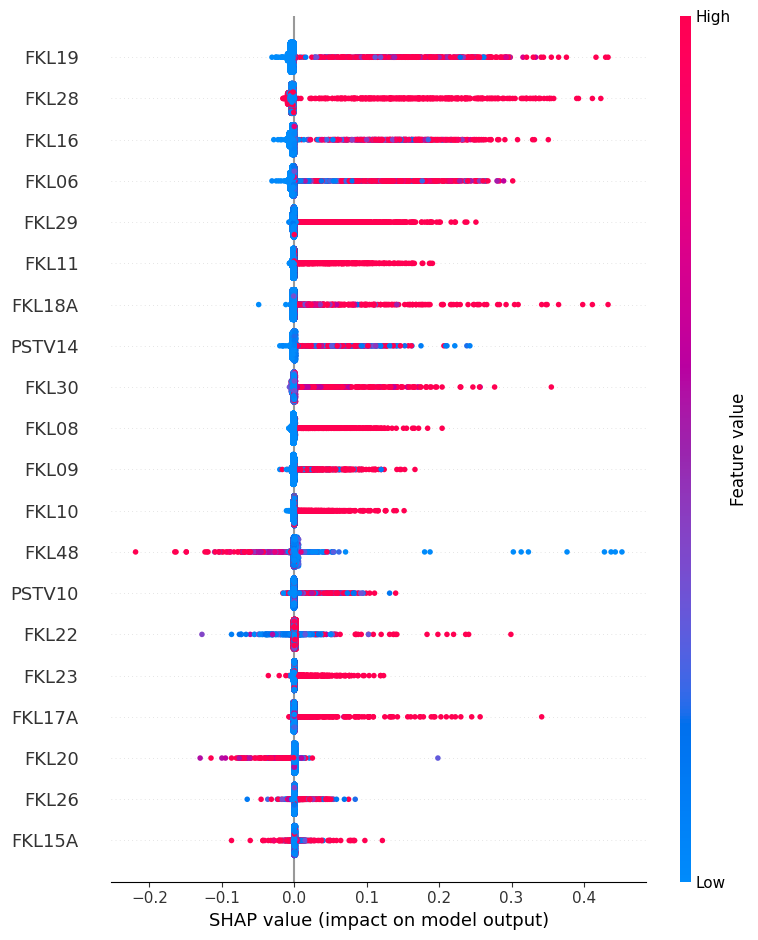 High
FKL19
FKL28
FKL16
FKL06
FKL29
FKL11
FKL18A
PSTV14
FKL30
FKL08
FKL09
FKL10
FKL48
PSTV10
FKL22
FKL23
FKL17A
FKL20
FKL26
FKL15A
Feature value
Low
−0.2 −0.1 0.0 0.1 0.2 0.3 0.4
SHAP value (impact on model output)